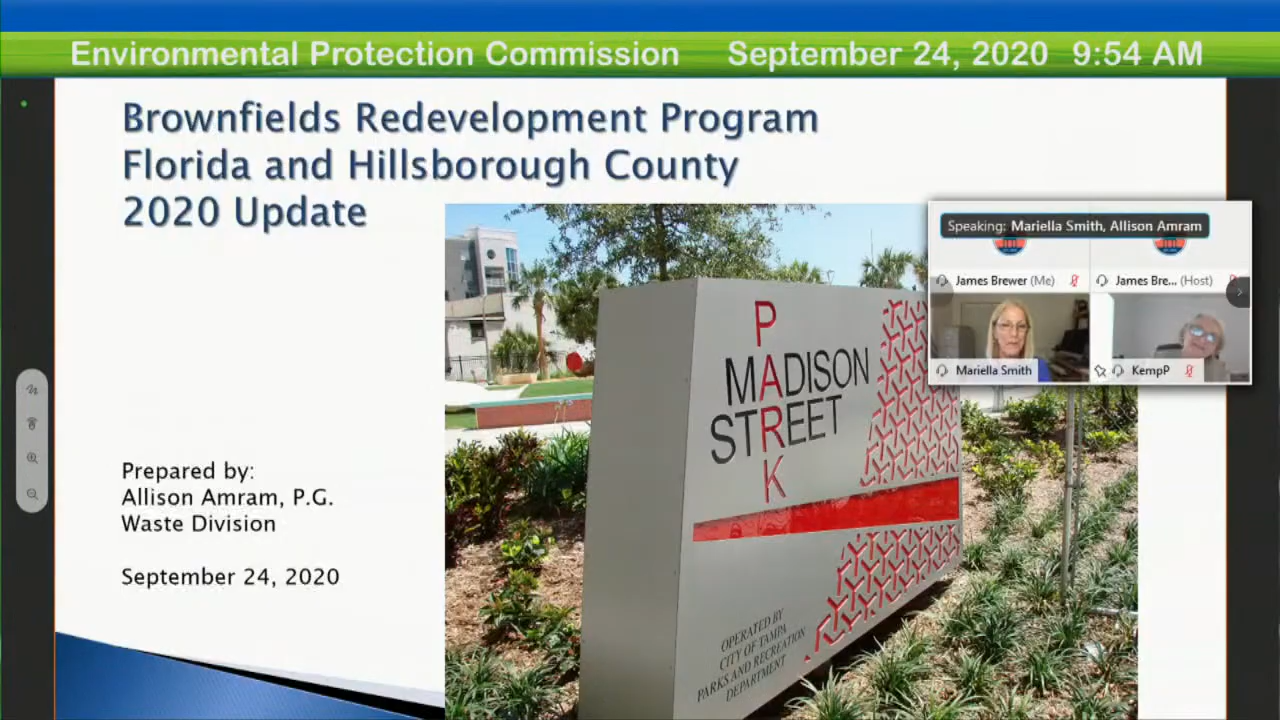 Environmental Protection Commission September 24, 2020 9:54 AM
Brownfields Redevelopment Program
Florida and Hillsborough County
2020 Update
Speaking: Mariella Smith, Allison Amram
James Brewer (Me)
James Bre... (Host)
Mariella Smith
KempP
PARK
MADISON
STREET
OPERATED BY
CITY OF TAMPA
PARKS AND RECREATION
DEPARTMENT
Prepared by:
Allison Amram, P.G.
Waste Division
September 24, 2020